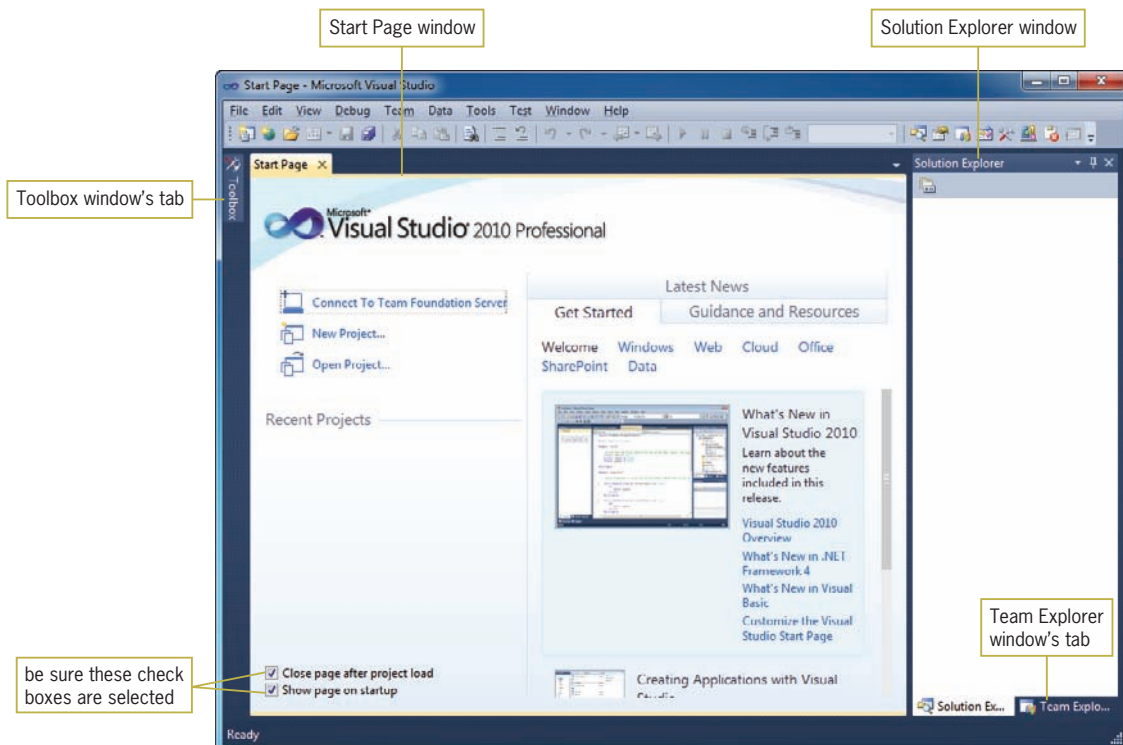 Start Page window
Solution Explorer window
Start Page - Microsoft Visual Studio
File Edit View Debug Team Data Tools Test Window Help
Start Page
Solution Explorer
Toolbox window's tab
Toolbox
Microsoft
Visual Studio 2010 Professional
Connect To Team Foundation Server
New Project...
Open Project...
Recent Projects
Latest News
Get Started
Guidance and Resources
Welcome Windows Web Cloud Office
SharePoint Data
What's New in
Visual Studio 2010
Learn about the
new features
included in this
release.
Visual Studio 2010
Overview
What's New in .NET
Framework 4
What's New in Visual
Basic
Customize the Visual
Studio Start Page
Creating Applications with Visual
Team Explorer
window's tab
be sure these check
boxes are selected
Close page after project load
Show page on startup
Solution Ex...
Team Explo...
Ready